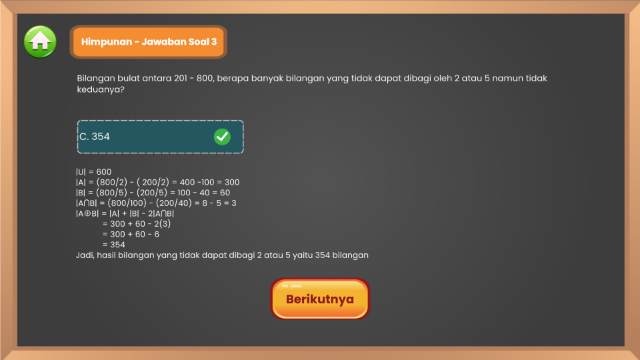 Himpunan - Jawaban Soal 3
Bilangan bulat antara 201 - 800, berapa banyak bilangan yang tidak dapat dibagi oleh 2 atau 5 namun tidak
keduanya?
C. 354
|U| = 600
|A| = (800/2) - ( 200/2) = 400 -100 = 300
|B| = (800/5) - (200/5) = 100 - 40 = 60
|A∩B| = (800/100) - (200/40) = 8 - 5 = 3
|A⊕B| = |A| + |B| - 2|A∩B|
= 300 + 60 - 2(3)
= 300 + 60 - 6
= 354
Jadi, hasil bilangan yang tidak dapat dibagi 2 atau 5 yaitu 354 bilangan
Berikutnya